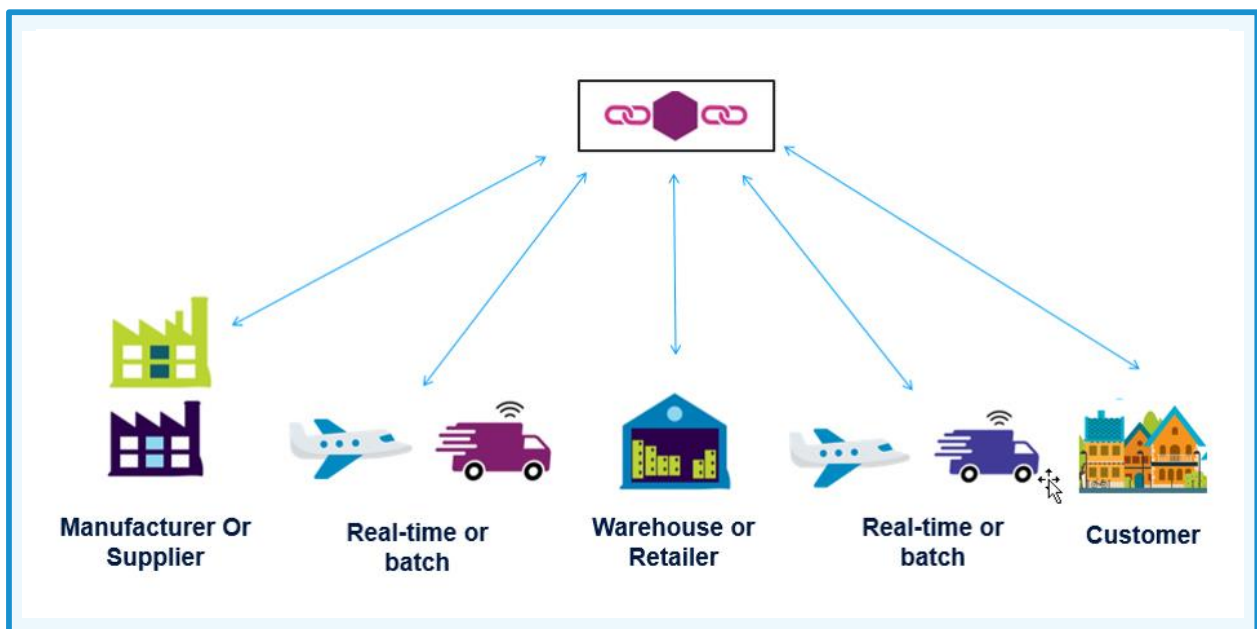 Manufacturer Or
Supplier
Real-time or
batch
Warehouse or
Retailer
Real-time or
batch
Customer